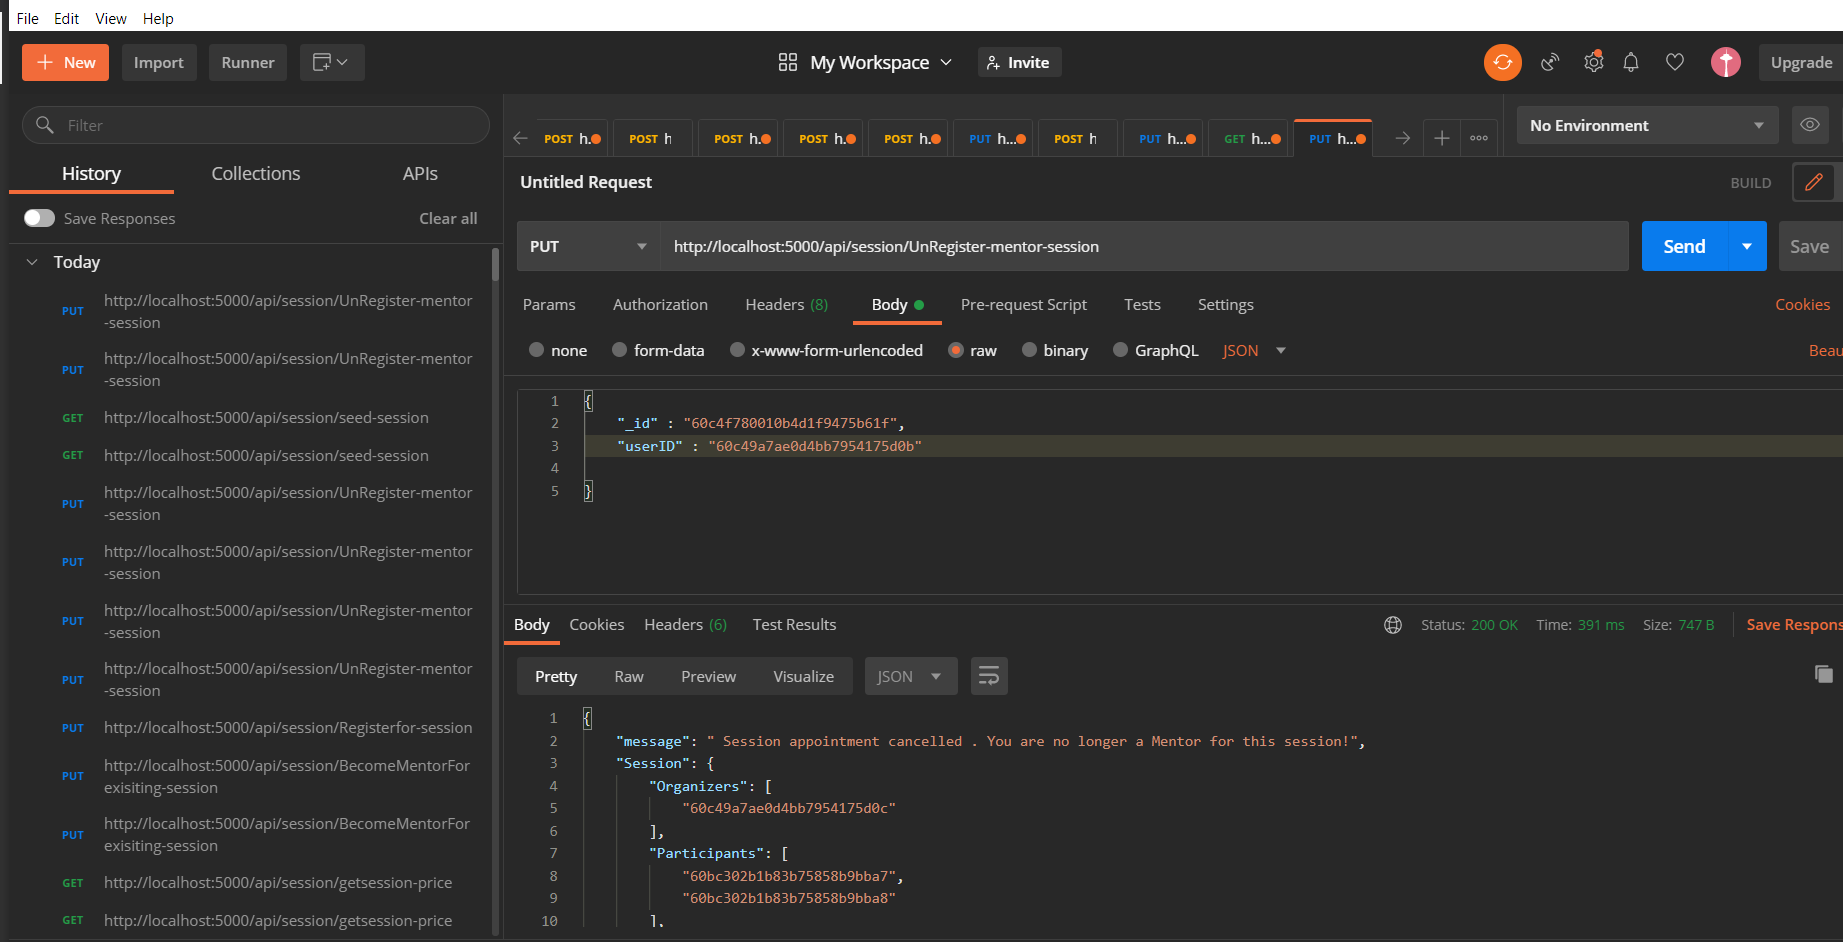 File Edit View Help
New Import Runner My Workspace Invite Upgrade
Filter
History Collections APIs
Save Responses Clear all
Today
PUT http://localhost:5000/api/session/UnRegister-mentor
-session
PUT http://localhost:5000/api/session/UnRegister-mentor
-session
GET http://localhost:5000/api/session/seed-session
GET http://localhost:5000/api/session/seed-session
PUT http://localhost:5000/api/session/UnRegister-mentor
-session
PUT http://localhost:5000/api/session/UnRegister-mentor
-session
PUT http://localhost:5000/api/session/UnRegister-mentor
-session
PUT http://localhost:5000/api/session/UnRegister-mentor
-session
PUT http://localhost:5000/api/session/Registerfor-session
PUT http://localhost:5000/api/session/BecomeMentorFor
exisiting-session
PUT http://localhost:5000/api/session/BecomeMentorFor
exisiting-session
GET http://localhost:5000/api/session/getsession-price
GET http://localhost:5000/api/session/getsession-price
POST h. POST h POST h. POST h. POST h. PUT h... POST h PUT h... GET h... PUT h... No Environment
Untitled Request BUILD
PUT http://localhost:5000/api/session/UnRegister-mentor-session Send Save
Params Authorization Headers (8) Body Pre-request Script Tests Settings Cookies
none form-data x-www-form-urlencoded raw binary GraphQL JSON Beau
1 {
2 "_id" : "60c4f780010b4d1f9475b61f",
3 "userID" : "60c49a7ae0d4bb7954175d0b"
4
5 }
Body Cookies Headers (6) Test Results Status: 200 OK Time: 391 ms Size: 747 B Save Respons
Pretty Raw Preview Visualize JSON
1 {
2 "message": " Session appointment cancelled . You are no longer a Mentor for this session!",
3 "Session": {
4 "Organizers": [
5 "60c49a7ae0d4bb7954175d0c"
6 ],
7 "Participants": [
8 "60bc302b1b83b75858b9bba7",
9 "60bc302b1b83b75858b9bba8"
10 ],